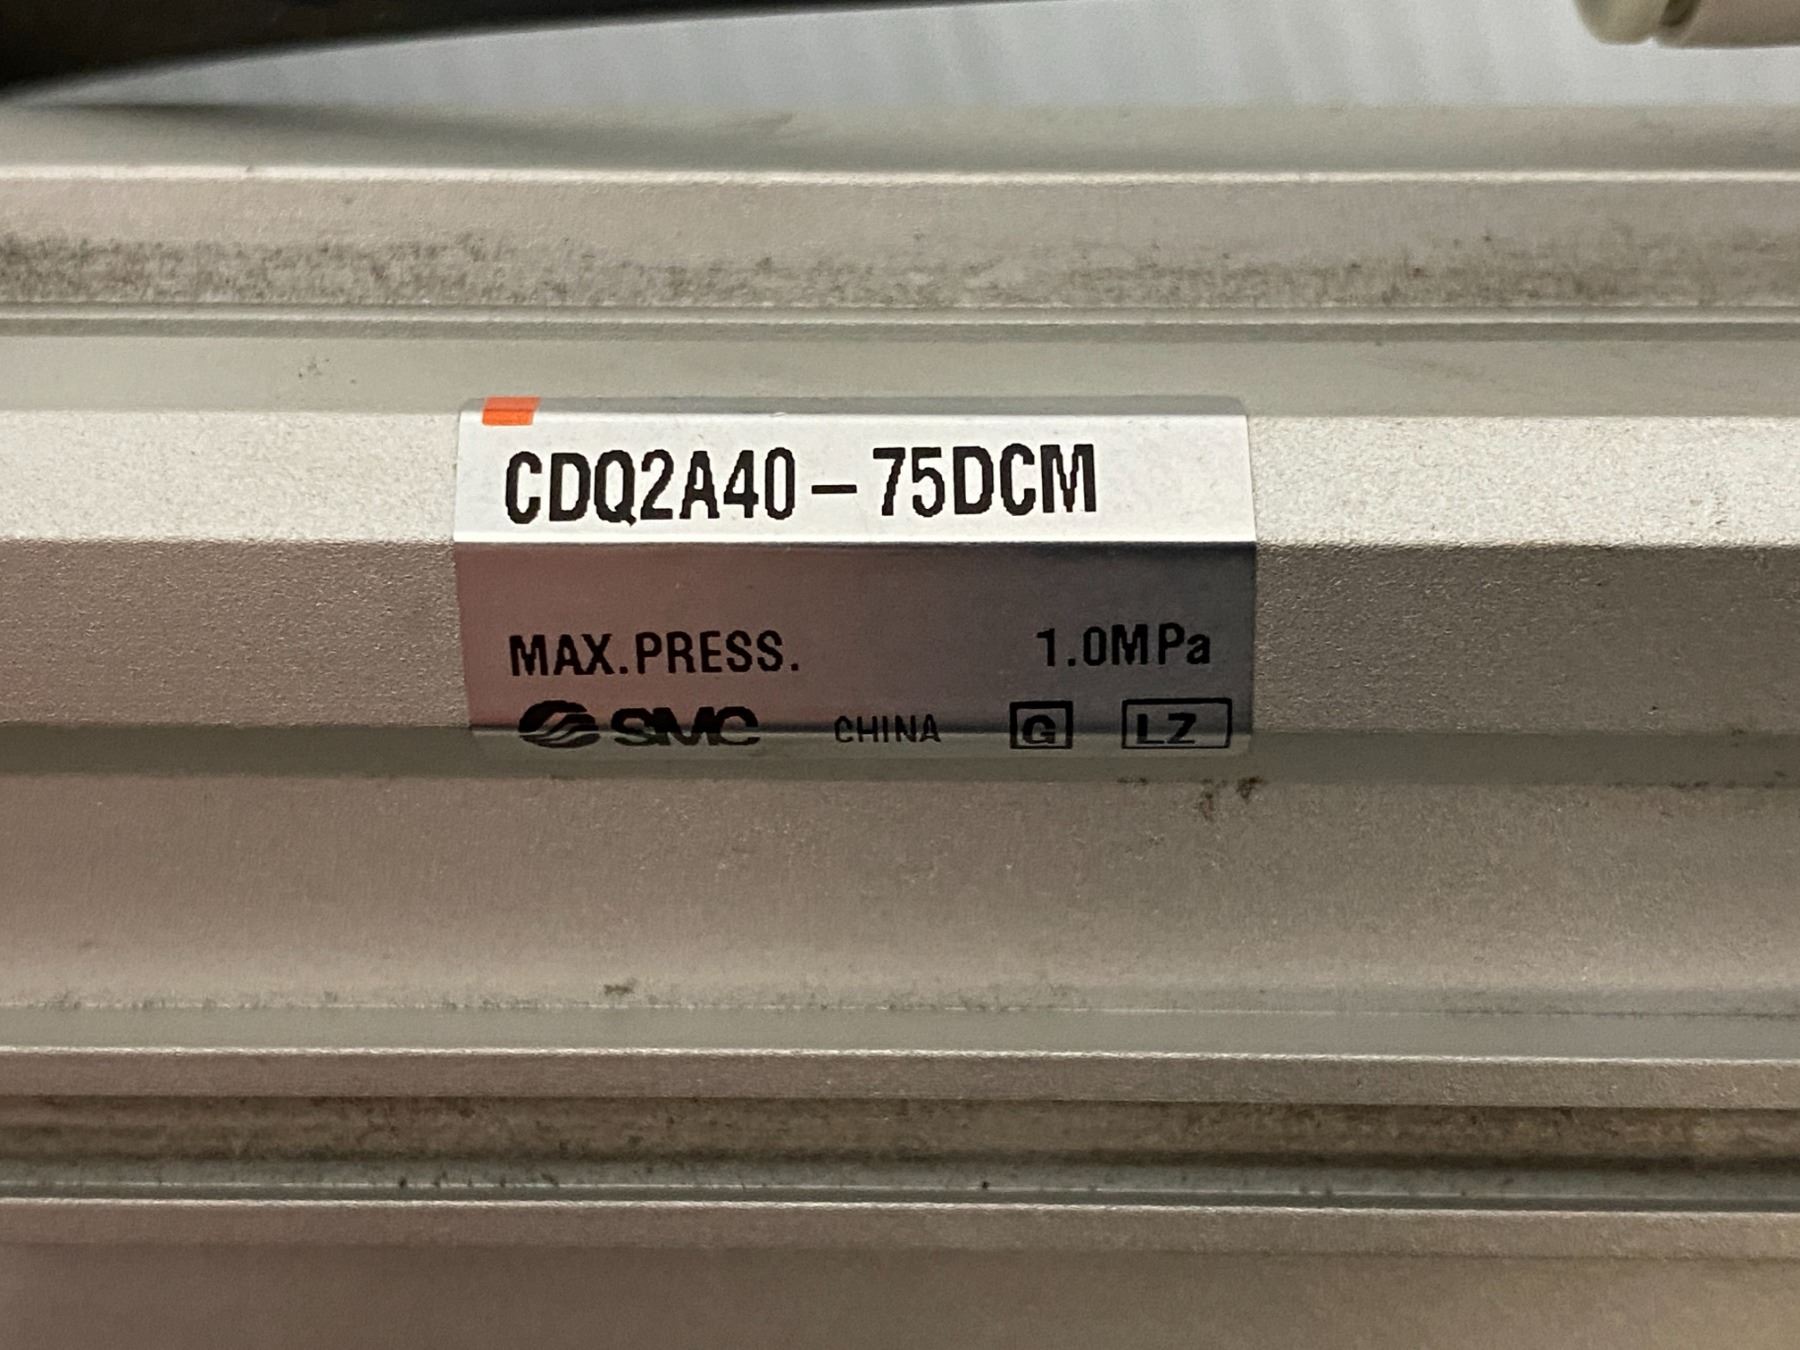 CDQ2A40-75DCM
MAX.PRESS. 1.0MPa
SMC CHINA G LZ